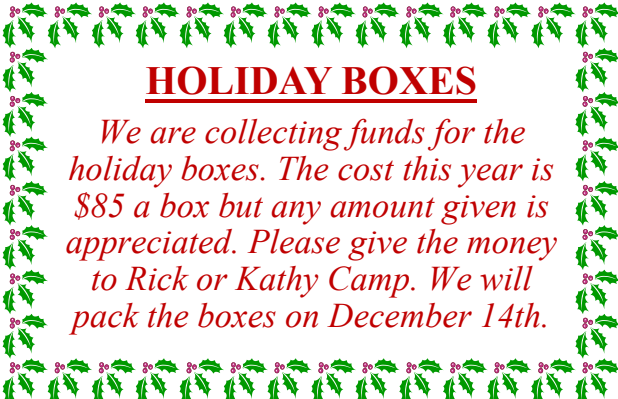 HOLIDAY BOXES
We are collecting funds for the
holiday boxes. The cost this year is
$85 a box but any amount given is
appreciated. Please give the money
to Rick or Kathy Camp. We will
pack the boxes on December 14th.